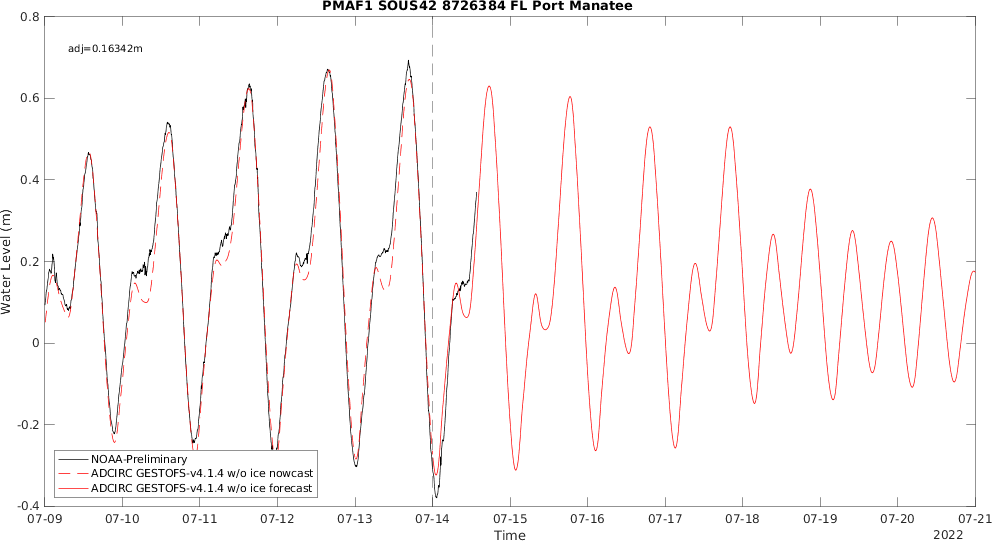 PMAF1 SOUS42 8726384 FL Port Manatee
adj=0.16342m
0.8
0.6
0.4
0.2
0
-0.2
-0.4
Water Level (m)
NOAA-Preliminary
ADCIRC GESTOFS-v4.1.4 w/o ice nowcast
ADCIRC GESTOFS-v4.1.4 w/o ice forecast
07-09 07-10 07-11 07-12 07-13 07-14 07-15 07-16 07-17 07-18 07-19 07-20 07-21
Time
2022